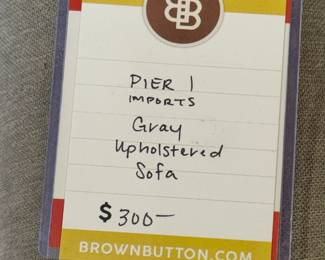 PIER 1
IMPORTS
Gray
Upholstered
Sofa
$300—
BROWNBUTTON.COM